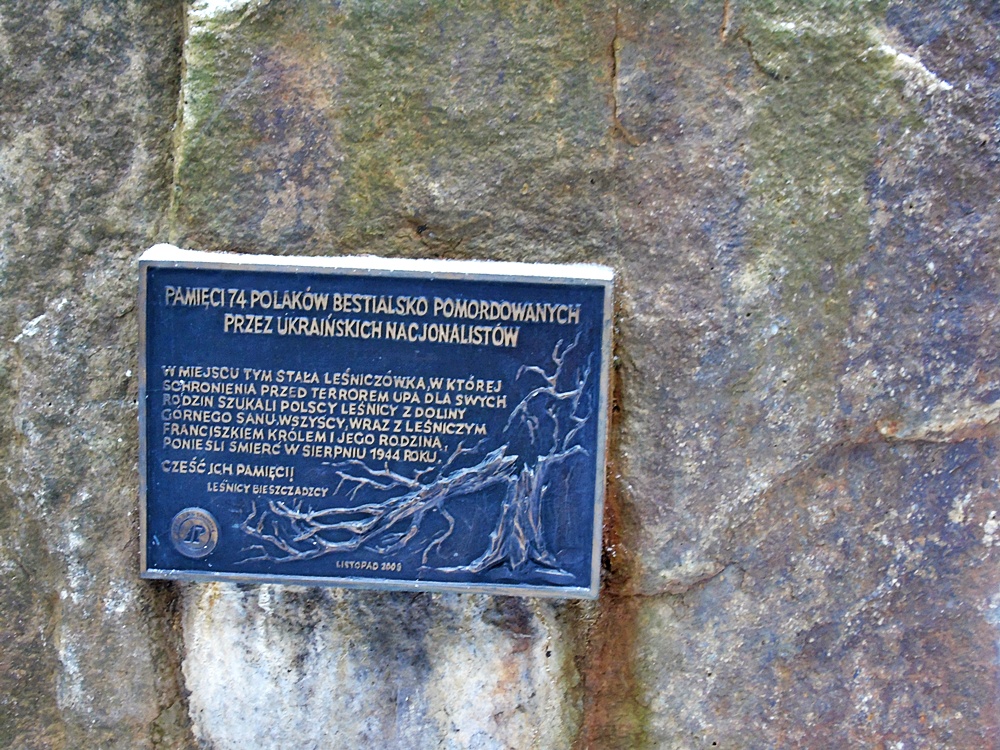 PAMIĘCI 74 POLAKÓW BESTIALSKO POMORDOWANYCH
PRZEZ UKRAIŃSKICH NACJONALISTÓW
W MIEJSCU TYM STAŁA LEŚNICZÓWKA, W KTÓREJ
SCHRONIENIA PRZED TERROREM UPA DLA SWYCH
RODZIN SZUKALI POLSCY LEŚNICY Z DOLINY
GÓRNEGO SANU. WSZYSCY, WRAZ Z LEŚNICZYM
FRANCISZKIEM KRÓLEM I JEGO RODZINĄ,
PONIEŚLI ŚMIERĆ W SIERPNIU 1944 ROKU.
CZEŚĆ ICH PAMIĘCI!
LEŚNICY BIESZCZADZCY
LISTOPAD 2008